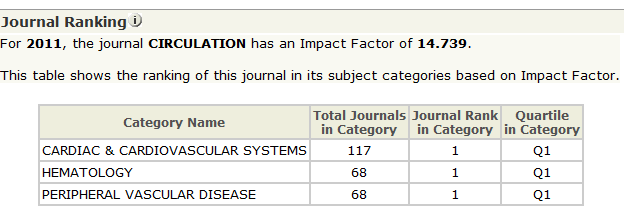 Journal Ranking i
For 2011, the journal CIRCULATION has an Impact Factor of 14.739.
This table shows the ranking of this journal in its subject categories based on Impact Factor.
Category Name Total Journals in Category Journal Rank in Category Quartile in Category
CARDIAC & CARDIOVASCULAR SYSTEMS 117 1 Q1
HEMATOLOGY 68 1 Q1
PERIPHERAL VASCULAR DISEASE 68 1 Q1